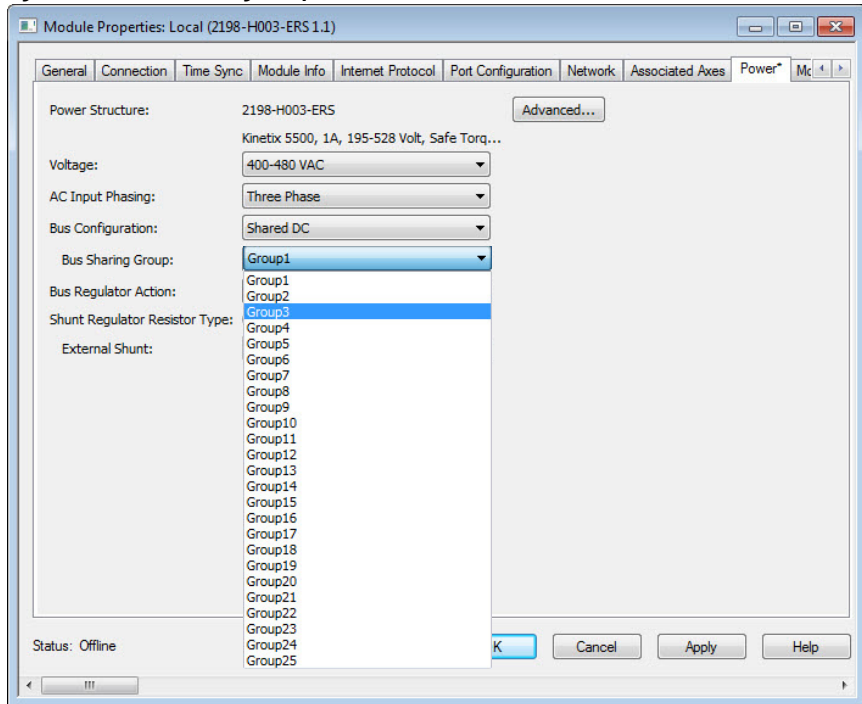 Module Properties: Local (2198-H003-ERS 1.1)
General Connection Time Sync Module Info Internet Protocol Port Configuration Network Associated Axes Power*
Power Structure: 2198-H003-ERS Advanced...
Kinetix 5500, 1A, 195-528 Volt, Safe Torq...
Voltage: 400-480 VAC
AC Input Phasing: Three Phase
Bus Configuration: Shared DC
Bus Sharing Group: Group1
Group1
Bus Regulator Action: Group2
Group3
Shunt Regulator Resistor Type: Group4
Group5
External Shunt: Group6
Group7
Group8
Group9
Group10
Group11
Group12
Group13
Group14
Group15
Group16
Group17
Group18
Group19
Group20
Group21
Group22
Group23
Status: Offline Group24 K Cancel Apply Help
Group25